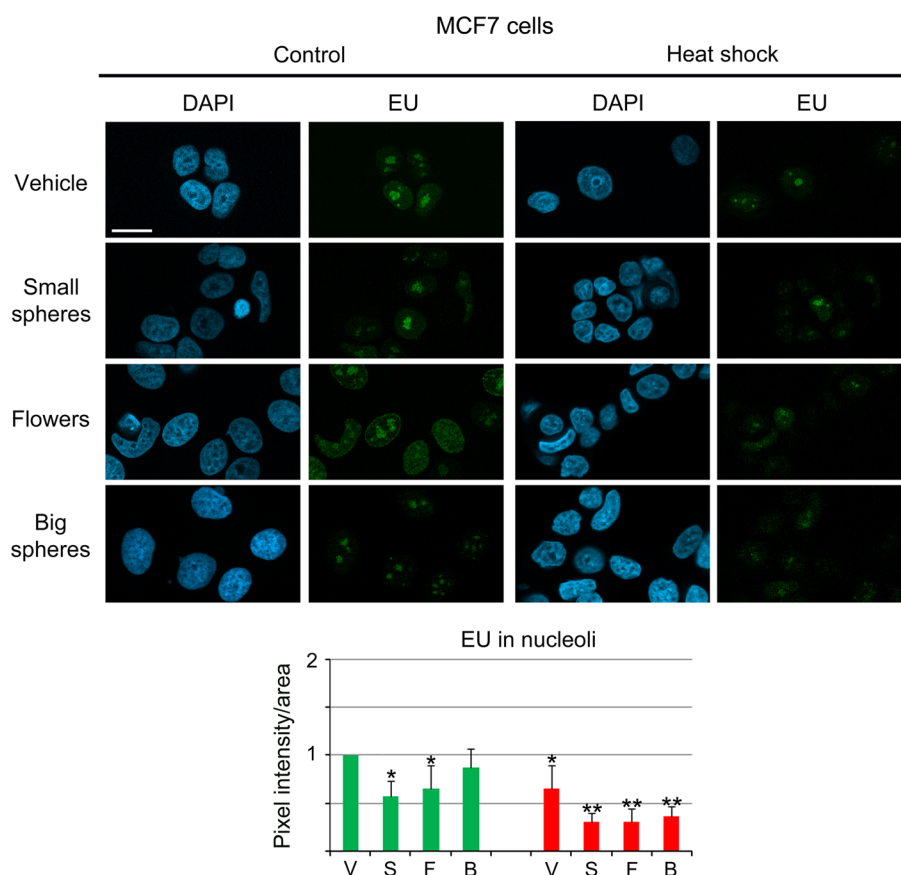 MCF7 cells
Control Heat shock
DAPI EU DAPI EU
Vehicle
Small
spheres
Flowers
Big
spheres
EU in nucleoli
Pixel intensity/area
2
1
* * * ** ** **
V S F B V S F B